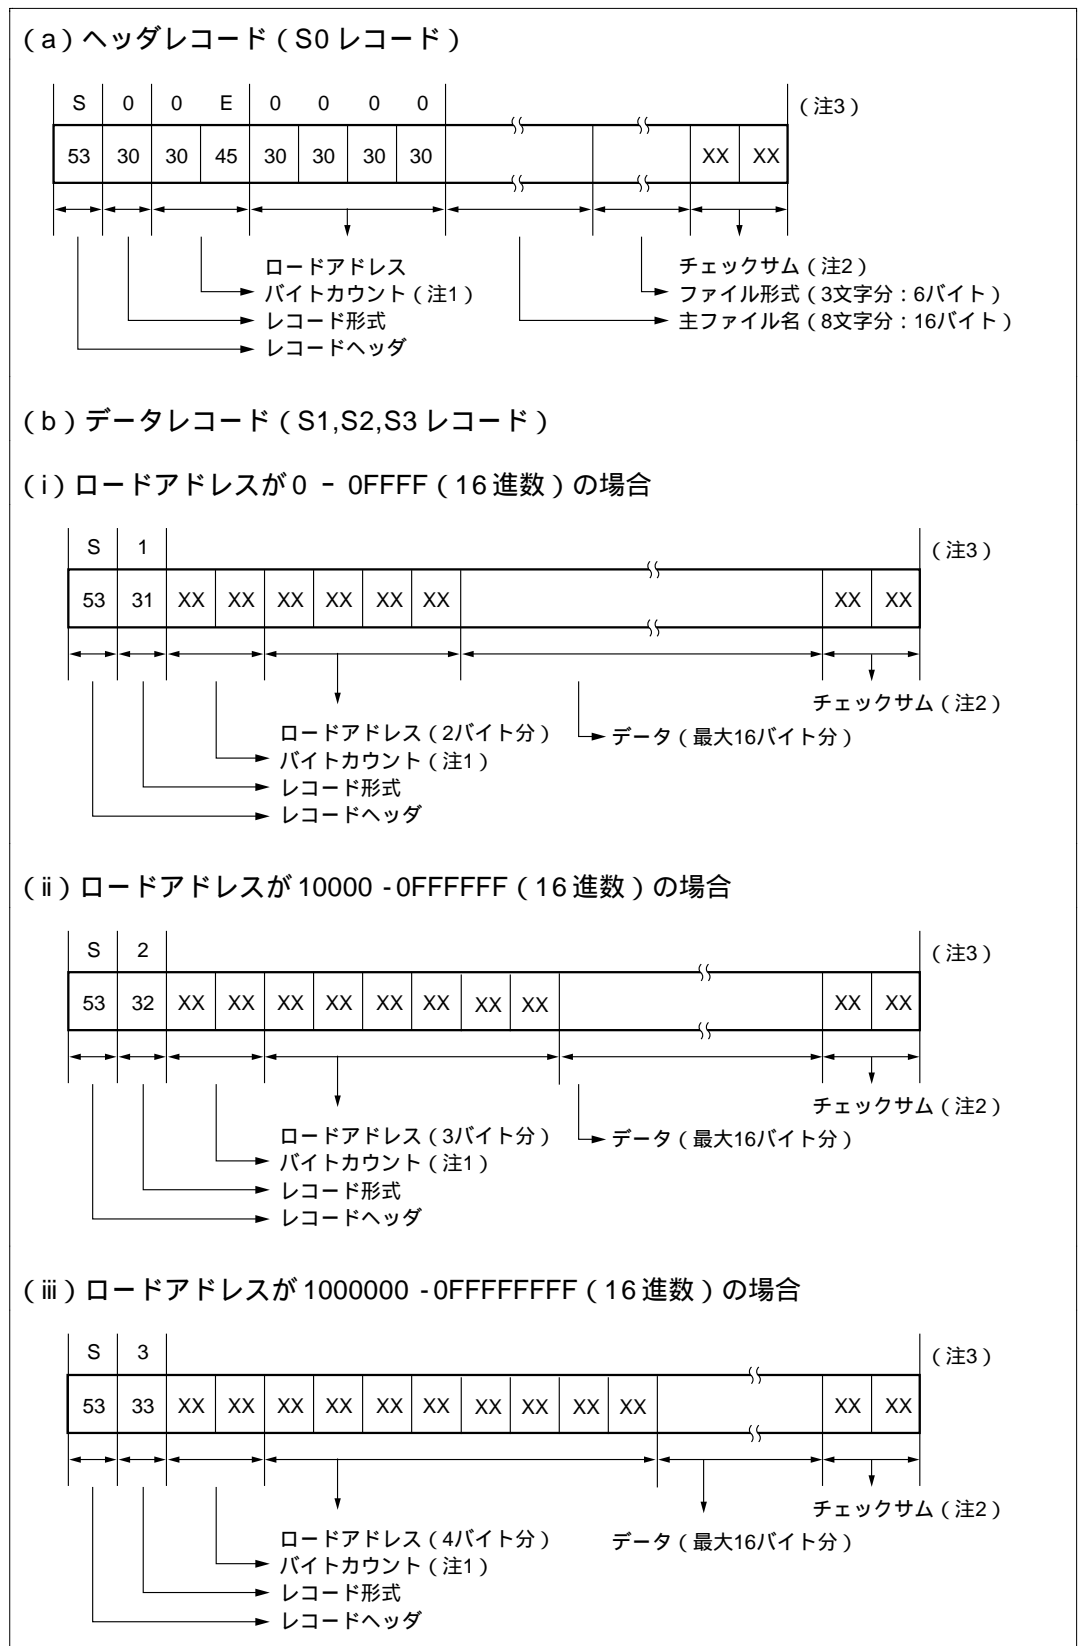 （a）ヘッダレコード（S0 レコード）
S 0 0 E 0 0 0 0 （注3）
53 30 30 45 30 30 30 30 XX XX
ロードアドレス チェックサム（注2）
バイトカウント（注1） ファイル形式（3文字分：6バイト）
レコード形式 主ファイル名（8文字分：16バイト）
レコードヘッダ
（b）データレコード（S1,S2,S3 レコード）
（i）ロードアドレスが 0 － 0FFFF（16 進数）の場合
S 1 （注3）
53 31 XX XX XX XX XX XX XX XX
チェックサム（注2）
ロードアドレス（2バイト分） データ（最大16バイト分）
バイトカウント（注1）
レコード形式
レコードヘッダ
（ⅱ）ロードアドレスが 10000 - 0FFFFFF（16 進数）の場合
S 2 （注3）
53 32 XX XX XX XX XX XX XX XX XX XX
チェックサム（注2）
ロードアドレス（3バイト分） データ（最大16バイト分）
バイトカウント（注1）
レコード形式
レコードヘッダ
（ⅲ）ロードアドレスが 1000000 - 0FFFFFFFF（16 進数）の場合
S 3 （注3）
53 33 XX XX XX XX XX XX XX XX XX XX XX XX
チェックサム（注2）
ロードアドレス（4バイト分） データ（最大16バイト分）
バイトカウント（注1）
レコード形式
レコードヘッダ